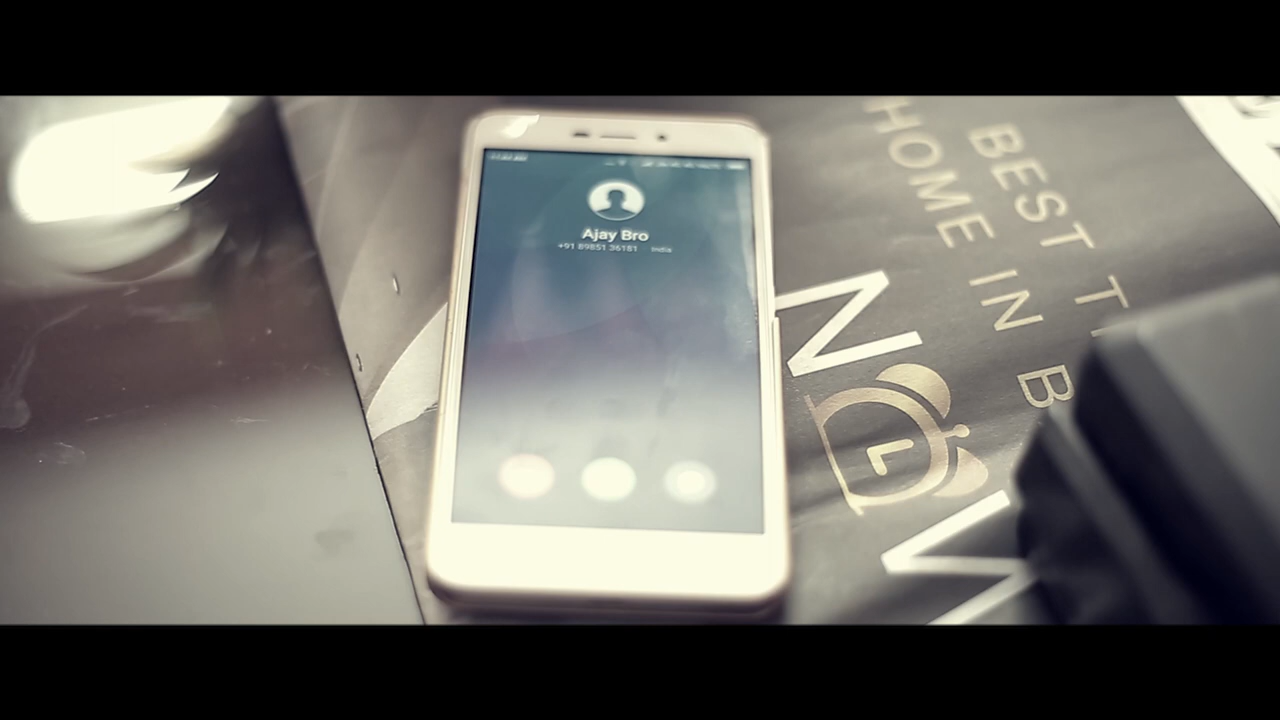 Ajay Bro
+91 89851 36181 India
BEST T
HOME IN B
NOW